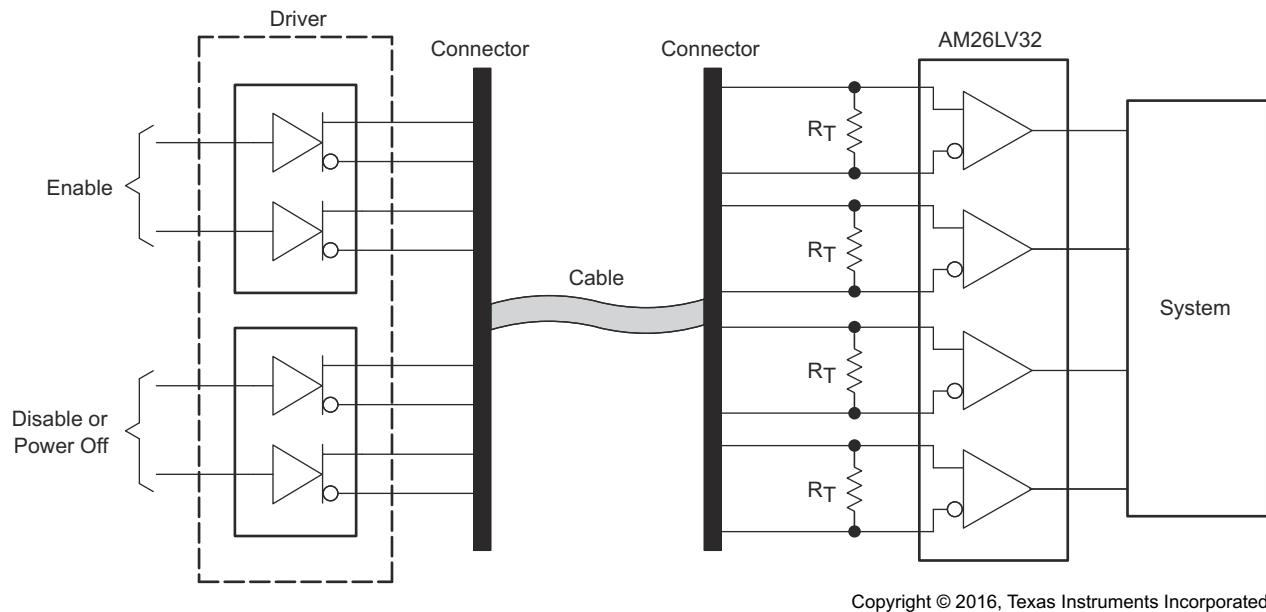 Driver
Connector
Connector
AM26LV32
Enable
Disable or
Power Off
Cable
RT
RT
RT
RT
System
Copyright © 2016, Texas Instruments Incorporated